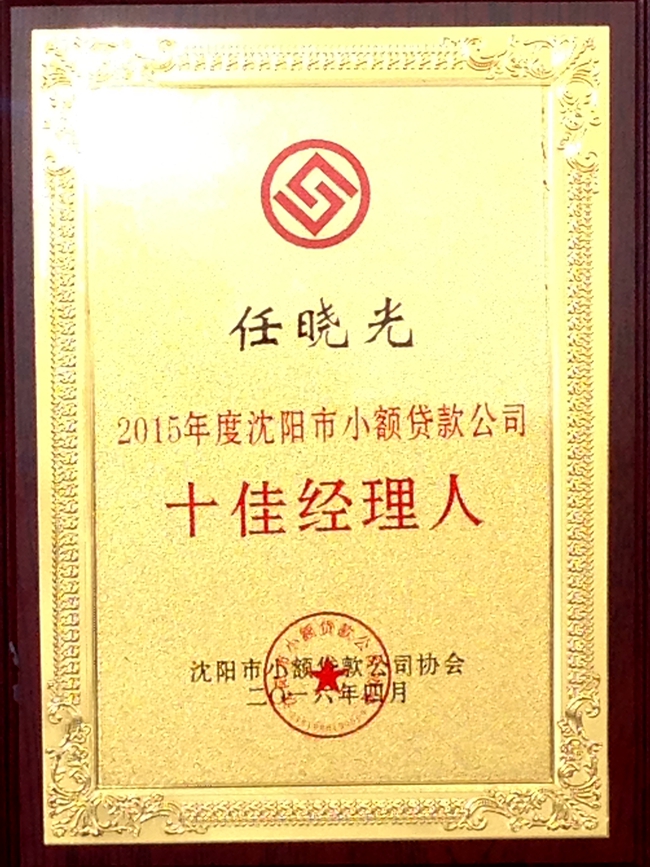 任晓光
2015年度沈阳市小额贷款公司
十佳经理人
沈阳市小额贷款公司协会
二〇一六年四月